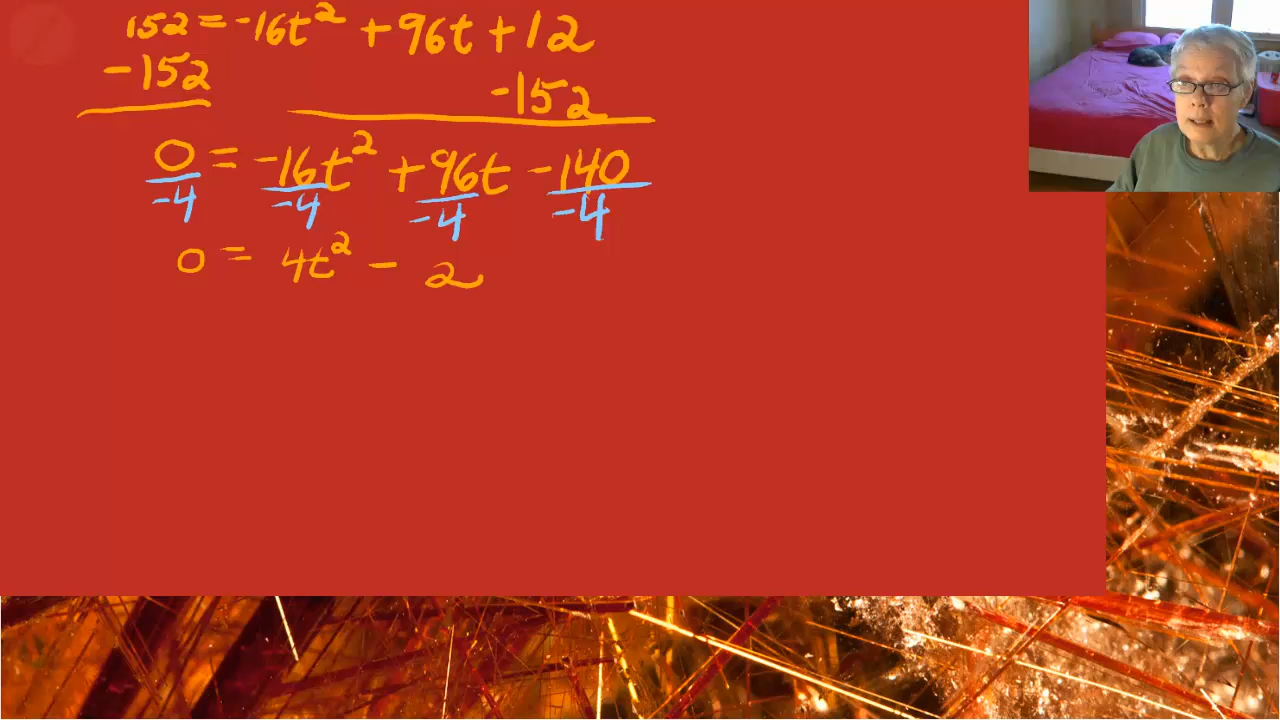 152 = -16t² + 96t + 12
-152 -152
0 = -16t² + 96t - 140
-4 -4 -4 -4
0 = 4t² - 2